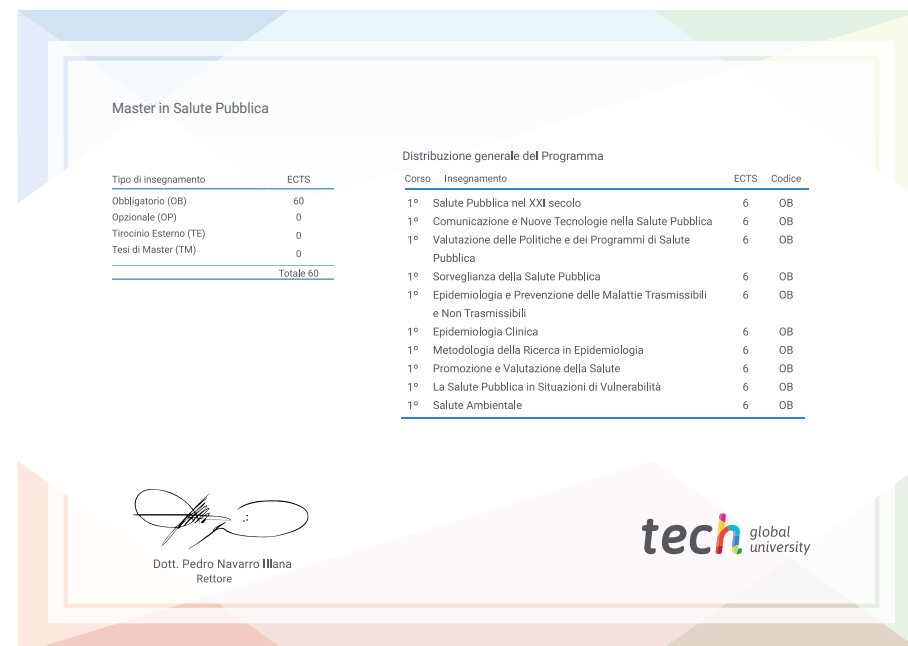 Master in Salute Pubblica
Tipo di insegnamento ECTS
Obbligatorio (OB) 60
Opzionale (OP) 0
Tirocinio Esterno (TE) 0
Tesi di Master (TM) 0
Totale 60
Distribuzione generale del Programma
Corso Insegnamento ECTS Codice
1º Salute Pubblica nel XXI secolo 6 OB
1º Comunicazione e Nuove Tecnologie nella Salute Pubblica 6 OB
1º Valutazione delle Politiche e dei Programmi di Salute 6 OB
Pubblica
1º Sorveglianza della Salute Pubblica 6 OB
1º Epidemiologia e Prevenzione delle Malattie Trasmissibili 6 OB
e Non Trasmissibili
1º Epidemiologia Clinica 6 OB
1º Metodologia della Ricerca in Epidemiologia 6 OB
1º Promozione e Valutazione della Salute 6 OB
1º La Salute Pubblica in Situazioni di Vulnerabilità 6 OB
1º Salute Ambientale 6 OB
Dott. Pedro Navarro Illana
Rettore
tech global
university